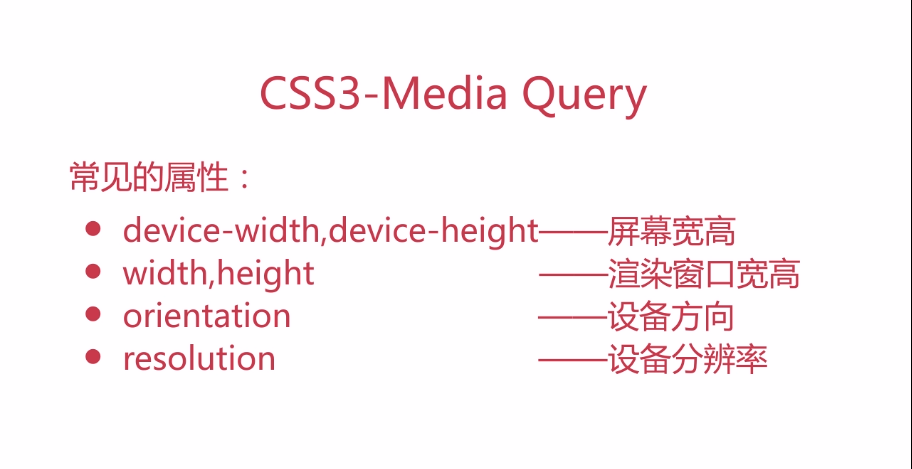 CSS3-Media Query
常见的属性：
• device-width,device-height——屏幕宽高
• width,height ——渲染窗口宽高
• orientation ——设备方向
• resolution ——设备分辨率